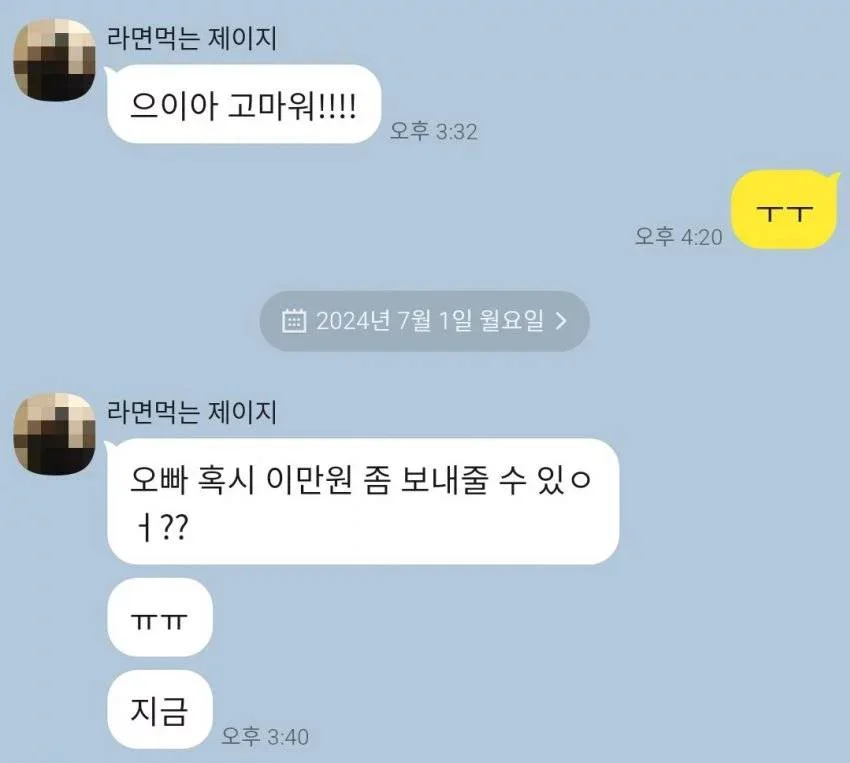 라면먹는 제이지
으이아 고마워!!!!
오후 3:32
ㅜㅜ
오후 4:20
2024년 7월 1일 월요일
라면먹는 제이지
오빠 혹시 이만원 좀 보내줄 수 있ㅇ
ㅓ??
ㅠㅠ
지금
오후 3:40